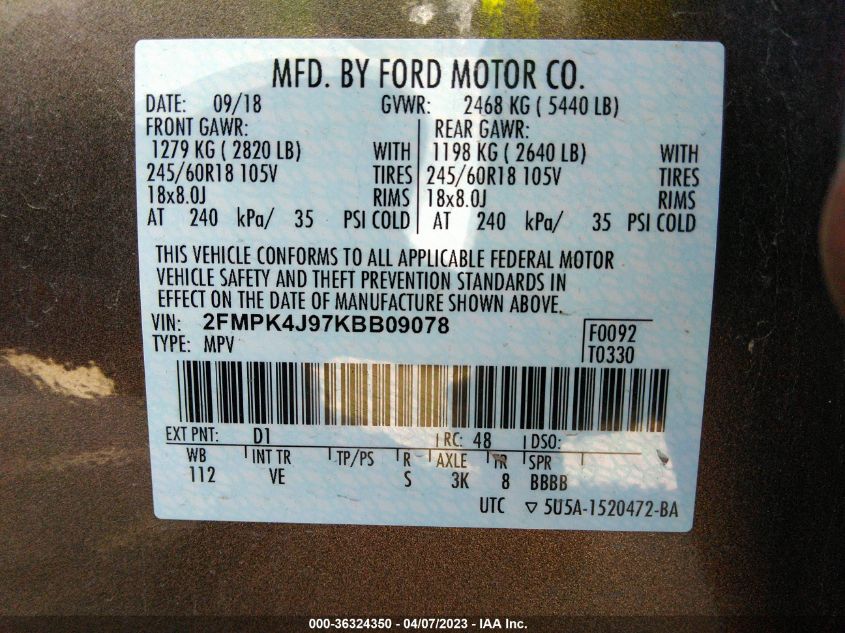 MFD. BY FORD MOTOR CO.
DATE: 09/18 GVWR: 2468 KG ( 5440 LB)
FRONT GAWR: REAR GAWR:
1279 KG ( 2820 LB) WITH 1198 KG ( 2640 LB) WITH
245/60R18 105V TIRES 245/60R18 105V TIRES
18x8.0J RIMS 18x8.0J RIMS
AT 240 kPa/ 35 PSI COLD AT 240 kPa/ 35 PSI COLD
THIS VEHICLE CONFORMS TO ALL APPLICABLE FEDERAL MOTOR
VEHICLE SAFETY AND THEFT PREVENTION STANDARDS IN
EFFECT ON THE DATE OF MANUFACTURE SHOWN ABOVE.
VIN: 2FMPK4J97KBB09078 F0092
TYPE: MPV T0330
EXT PNT: D1 RC: 48 DSO:
WB INT TR TP/PS R AXLE TR SPR
112 VE S 3K 8 BBBB
UTC ▽ 5U5A-1520472-BA
000-36324350 - 04/07/2023 - IAA Inc.